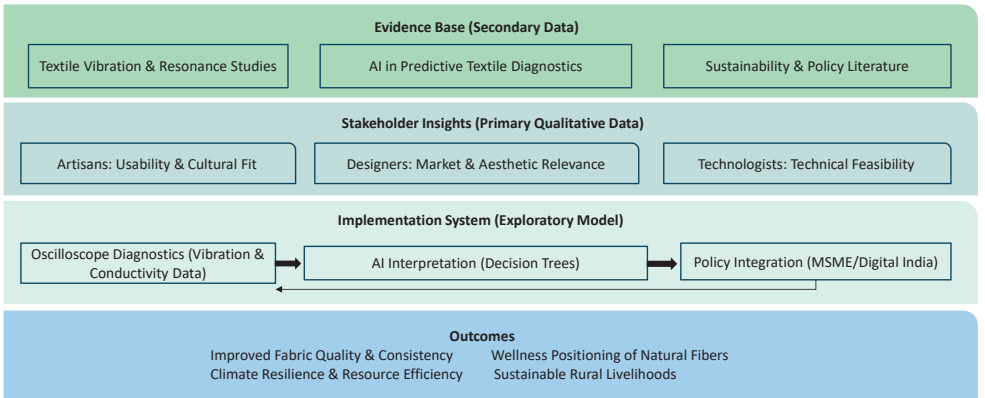 Evidence Base (Secondary Data)
Textile Vibration & Resonance Studies
AI in Predictive Textile Diagnostics
Sustainability & Policy Literature
Stakeholder Insights (Primary Qualitative Data)
Artisans: Usability & Cultural Fit
Designers: Market & Aesthetic Relevance
Technologists: Technical Feasibility
Implementation System (Exploratory Model)
Oscilloscope Diagnostics (Vibration &
Conductivity Data)
AI Interpretation (Decision Trees)
Policy Integration (MSME/Digital India)
Outcomes
Improved Fabric Quality & Consistency
Wellness Positioning of Natural Fibers
Climate Resilience & Resource Efficiency
Sustainable Rural Livelihoods